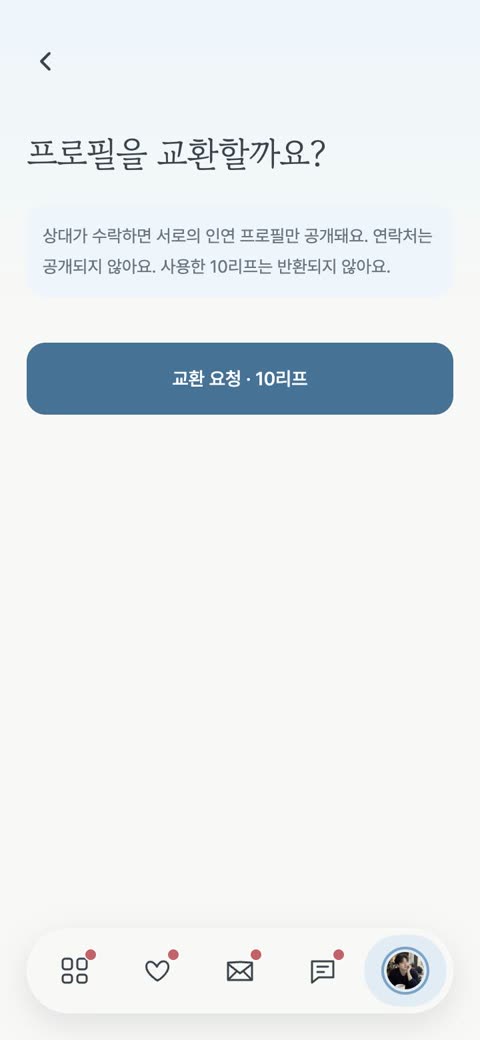 프로필을 교환할까요?
상대가 수락하면 서로의 인연 프로필만 공개돼요. 연락처는
공개되지 않아요. 사용한 10리프는 반환되지 않아요.
교환 요청 · 10리프